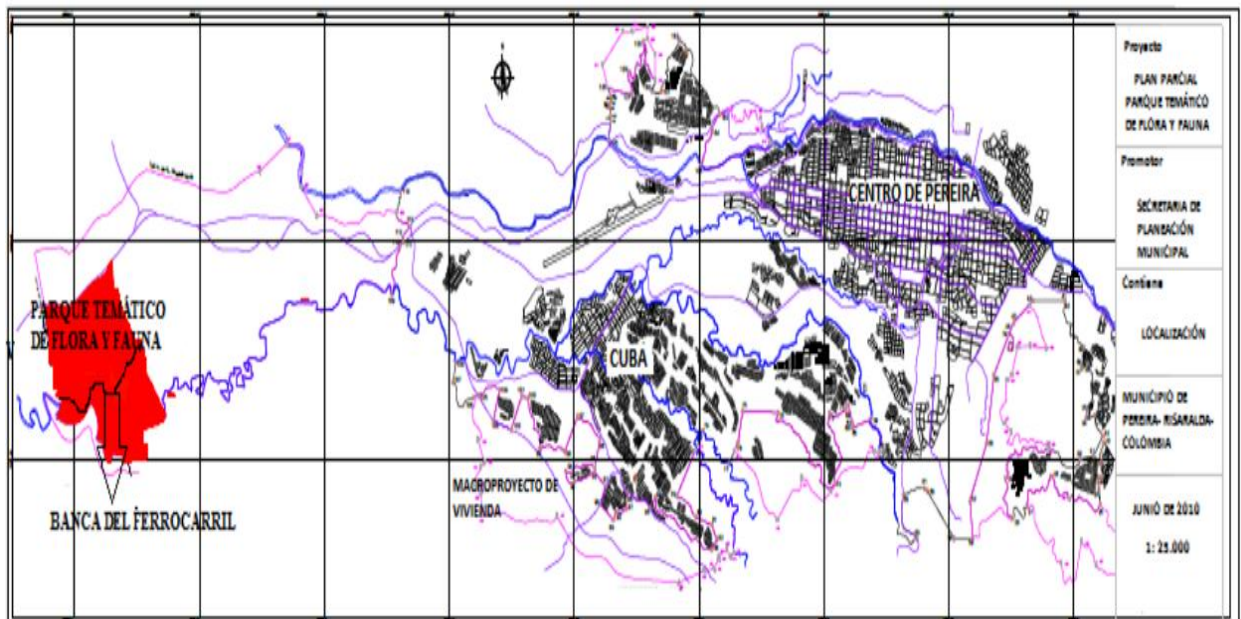 CENTRO DE PEREIRA
PARQUE TEMÁTICO
DE FLORA Y FAUNA
CUBA
MACROPROYECTO DE
VIVIENDA
BANCA DEL FERROCARRIL
Proyecto
PLAN PARCIAL
PARQUE TEMÁTICO
DE FLORA Y FAUNA
Promotor
SECRETARIA DE
PLANEACIÓN
MUNICIPAL
Contiene
LOCALIZACIÓN
MUNICIPIO DE
PEREIRA- RISARALDA-
COLOMBIA
JUNIO DE 2010
1: 25.000